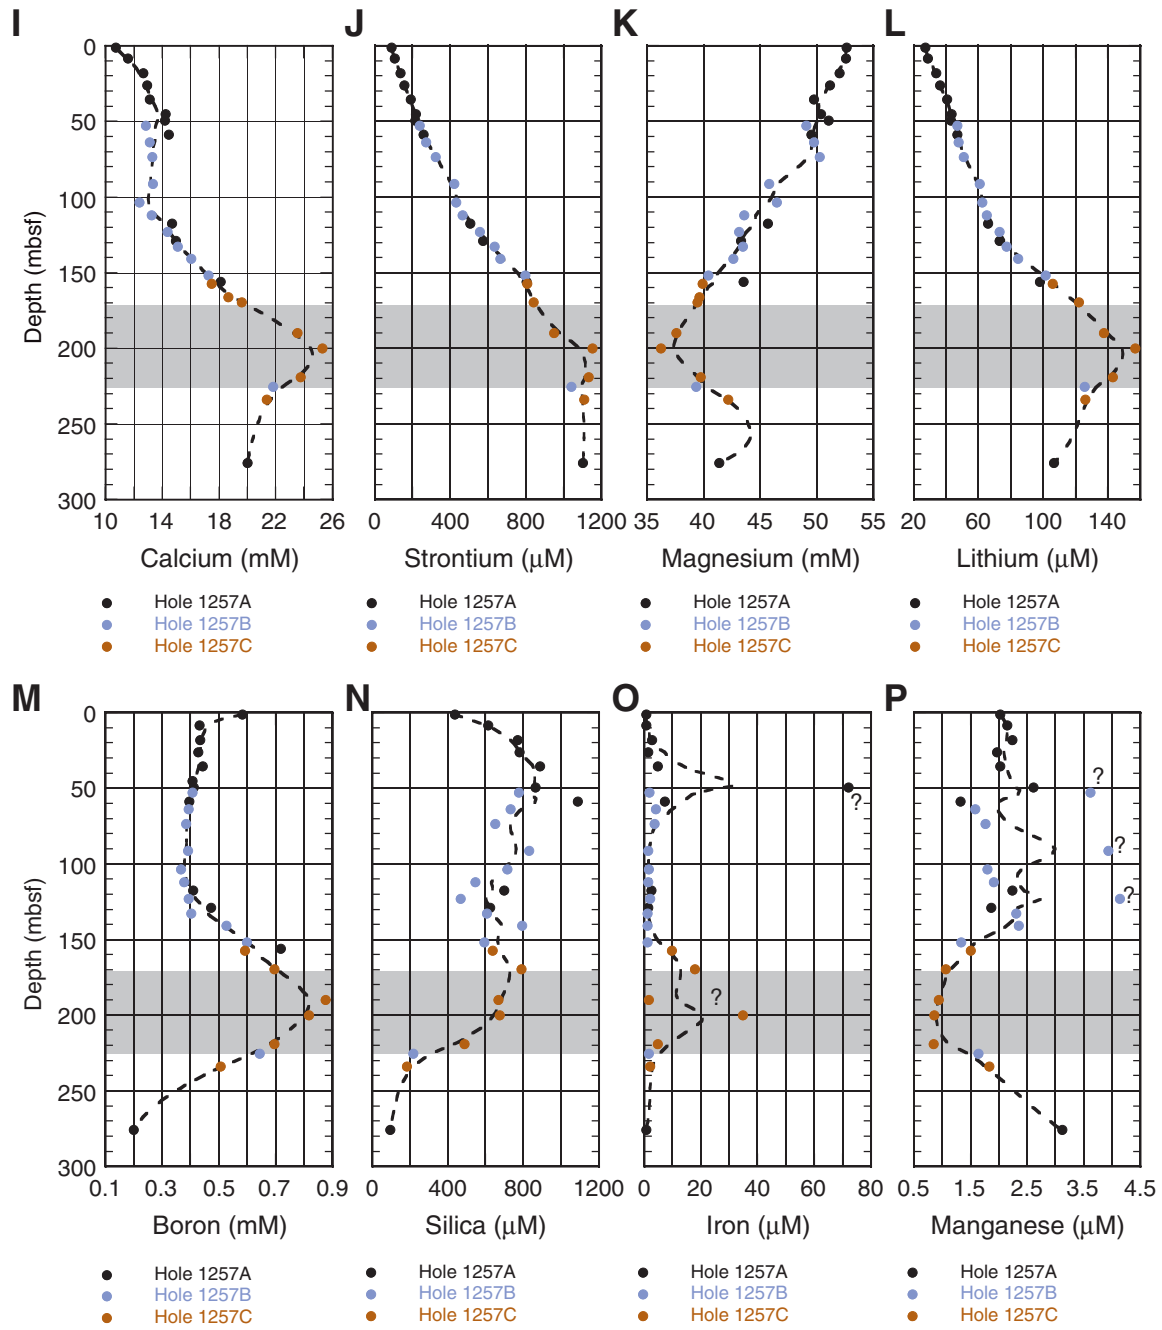 I J K L
0
50
100
150
200
250
300
Depth (mbsf)
10 14 18 22 26 0 400 800 1200 35 40 45 50 55 20 60 100 140
Calcium (mM) Strontium (μM) Magnesium (mM) Lithium (μM)
Hole 1257A Hole 1257A Hole 1257A Hole 1257A
Hole 1257B Hole 1257B Hole 1257B Hole 1257B
Hole 1257C Hole 1257C Hole 1257C Hole 1257C
M N O P
0
50
100
150
200
250
300
Depth (mbsf)
? ?
?
?
?
0.1 0.3 0.5 0.7 0.9 0 400 800 1200 0 20 40 60 80 0.5 1.5 2.5 3.5 4.5
Boron (mM) Silica (μM) Iron (μM) Manganese (μM)
Hole 1257A Hole 1257A Hole 1257A Hole 1257A
Hole 1257B Hole 1257B Hole 1257B Hole 1257B
Hole 1257C Hole 1257C Hole 1257C Hole 1257C